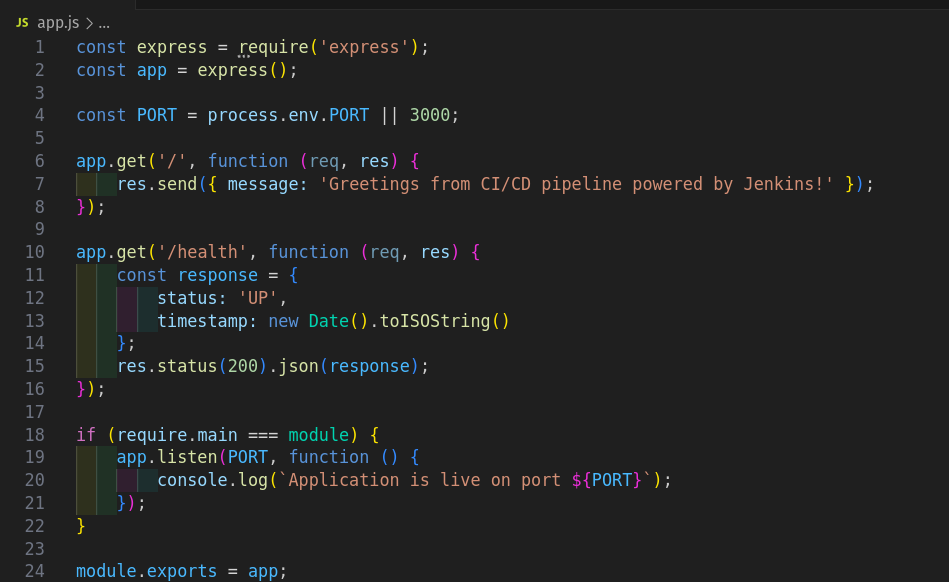 JS app.js > ...
1 const express = require('express');
2 const app = express();
3
4 const PORT = process.env.PORT || 3000;
5
6 app.get('/', function (req, res) {
7     res.send({ message: 'Greetings from CI/CD pipeline powered by Jenkins!' });
8 });
9
10 app.get('/health', function (req, res) {
11     const response = {
12         status: 'UP',
13         timestamp: new Date().toISOString()
14     };
15     res.status(200).json(response);
16 });
17
18 if (require.main === module) {
19     app.listen(PORT, function () {
20         console.log(`Application is live on port ${PORT}`);
21     });
22 }
23
24 module.exports = app;